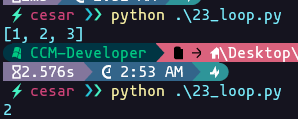 cesar ❯❯ python .\23_loop.py
[1, 2, 3]
CCM-Developer → \Desktop\
2.576s 2:53 AM
cesar ❯❯ python .\23_loop.py
2